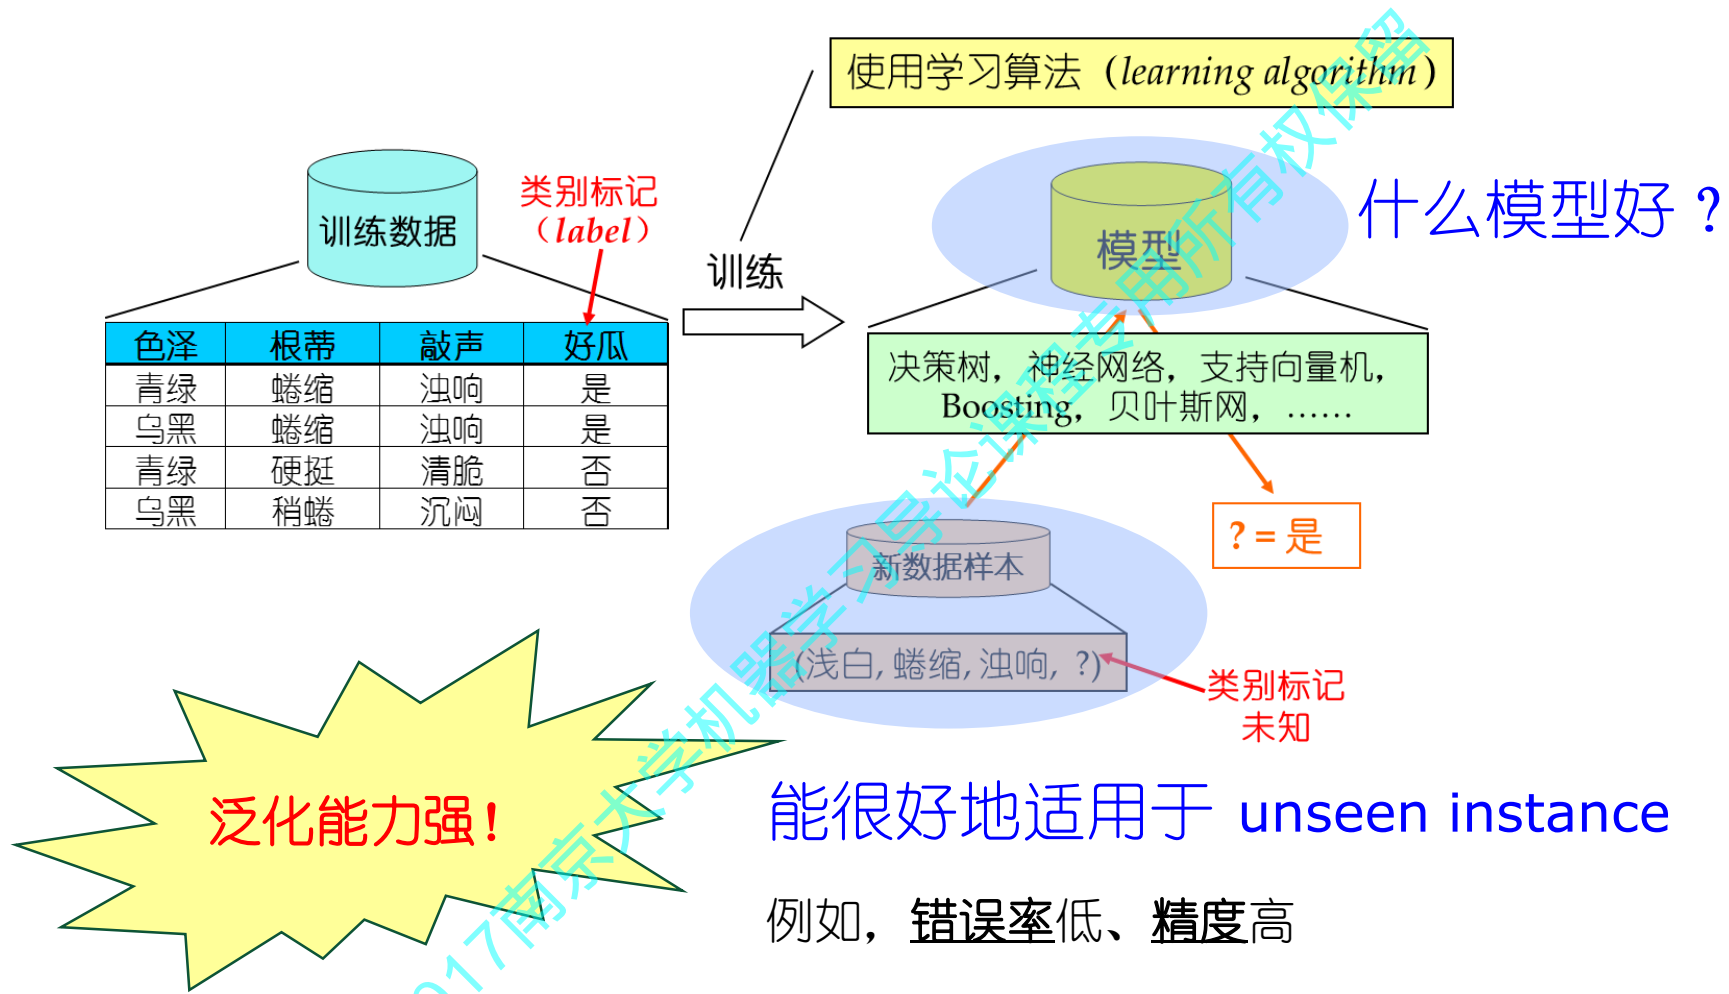 使用学习算法（learning algorithm）
训练数据
类别标记
（label）
训练
模型
什么模型好？
色泽 根蒂 敲声 好瓜
青绿 蜷缩 浊响 是
乌黑 蜷缩 浊响 是
青绿 硬挺 清脆 否
乌黑 稍蜷 沉闷 否
决策树，神经网络，支持向量机，
Boosting，贝叶斯网，……
? = 是
新数据样本
(浅白, 蜷缩, 浊响, ?)
类别标记
未知
泛化能力强！
能很好地适用于 unseen instance
例如，错误率低、精度高
017南京大学机器学习导论课程专用所有权保留